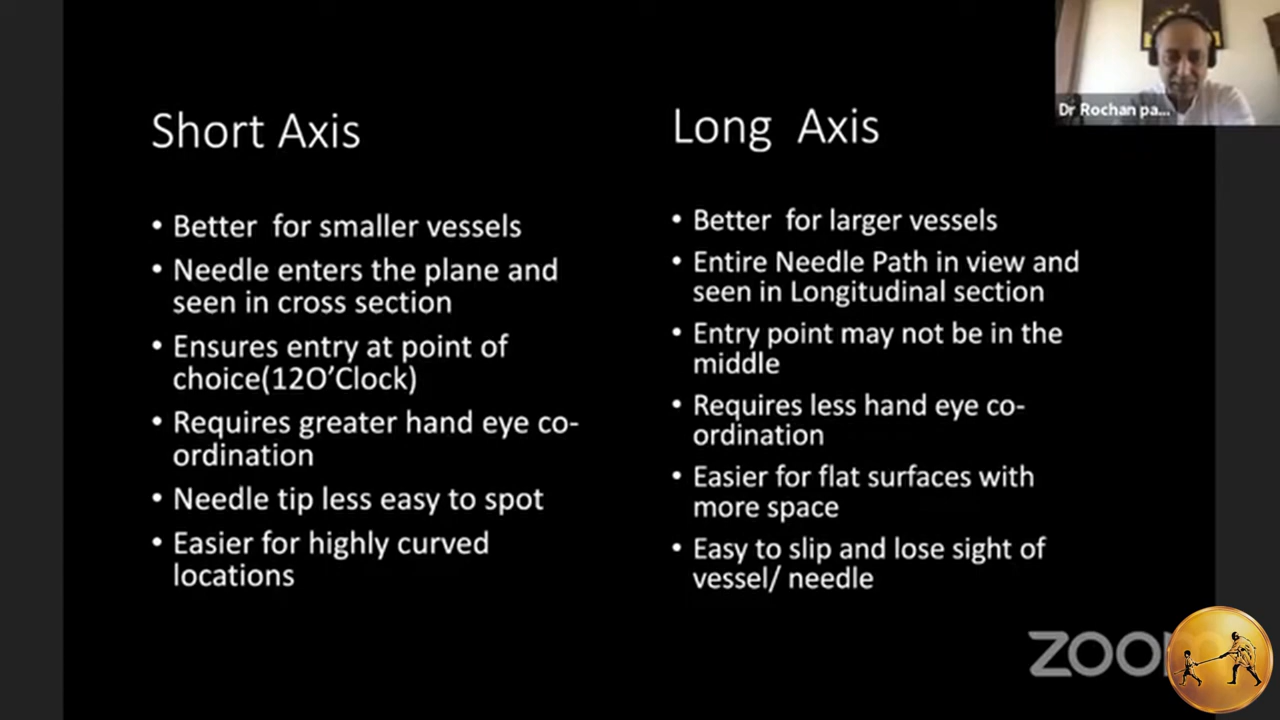 Short Axis
• Better for smaller vessels
• Needle enters the plane and
seen in cross section
• Ensures entry at point of
choice(12O’Clock)
• Requires greater hand eye co-
ordination
• Needle tip less easy to spot
• Easier for highly curved
locations
Long Axis
• Better for larger vessels
• Entire Needle Path in view and
seen in Longitudinal section
• Entry point may not be in the
middle
• Requires less hand eye co-
ordination
• Easier for flat surfaces with
more space
• Easy to slip and lose sight of
vessel/ needle
Dr Rochan pa...
zoom